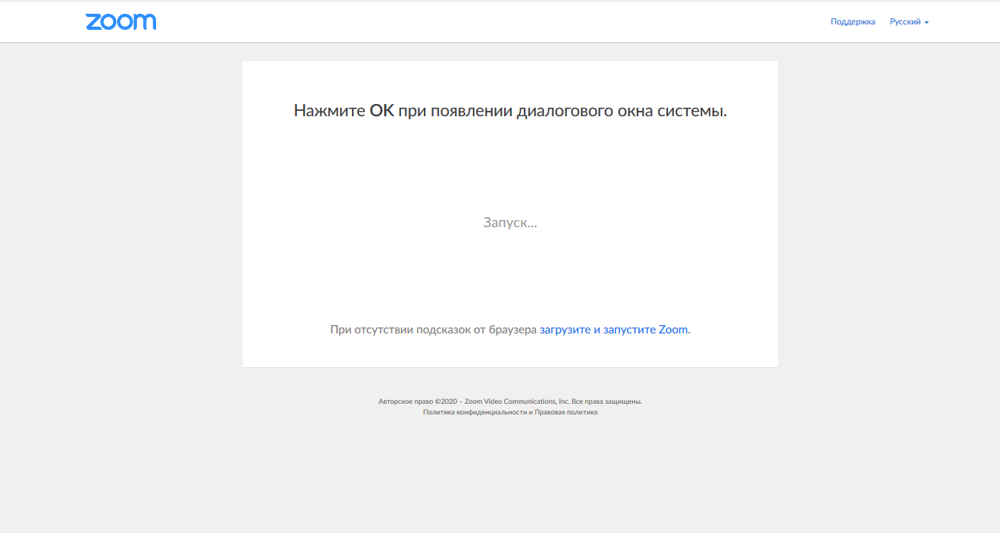 zoom
Поддержка Русский
Нажмите OK при появлении диалогового окна системы.
Запуск...
При отсутствии подсказок от браузера загрузите и запустите Zoom.
Авторское право ©2020 – Zoom Video Communications, Inc. Все права защищены.
Политика конфиденциальности и Правовая политика